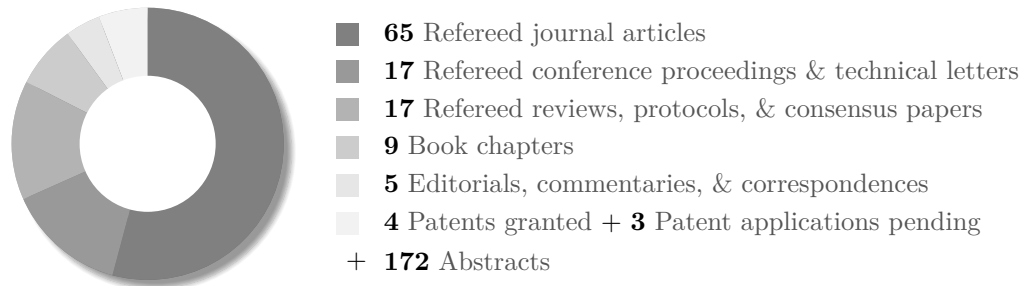 65 Refereed journal articles
17 Refereed conference proceedings & technical letters
17 Refereed reviews, protocols, & consensus papers
9 Book chapters
5 Editorials, commentaries, & correspondences
4 Patents granted + 3 Patent applications pending
+ 172 Abstracts